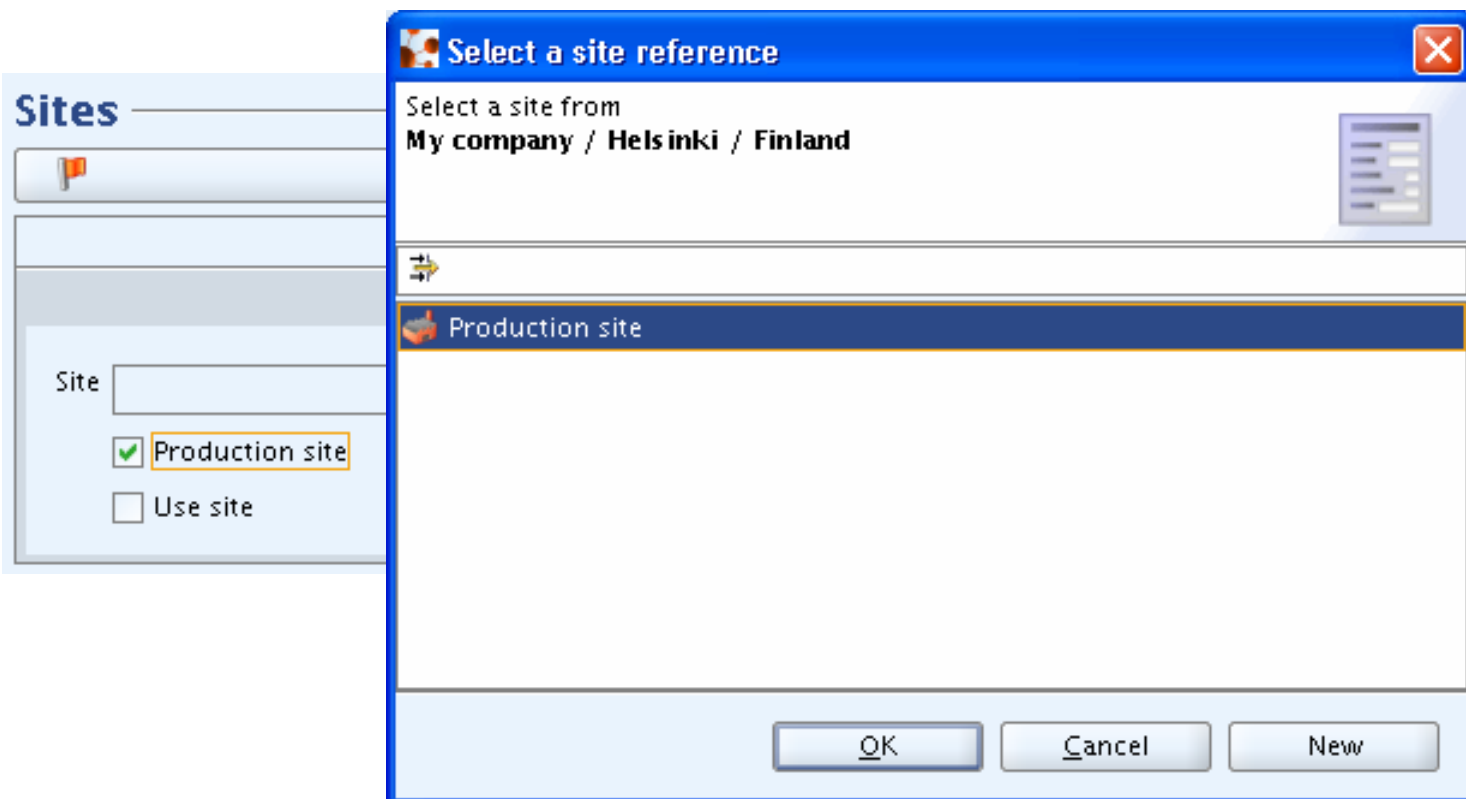 Sites
Site
Production site
Use site
Select a site reference
Select a site from
My company / Helsinki / Finland
Production site
OK
Cancel
New